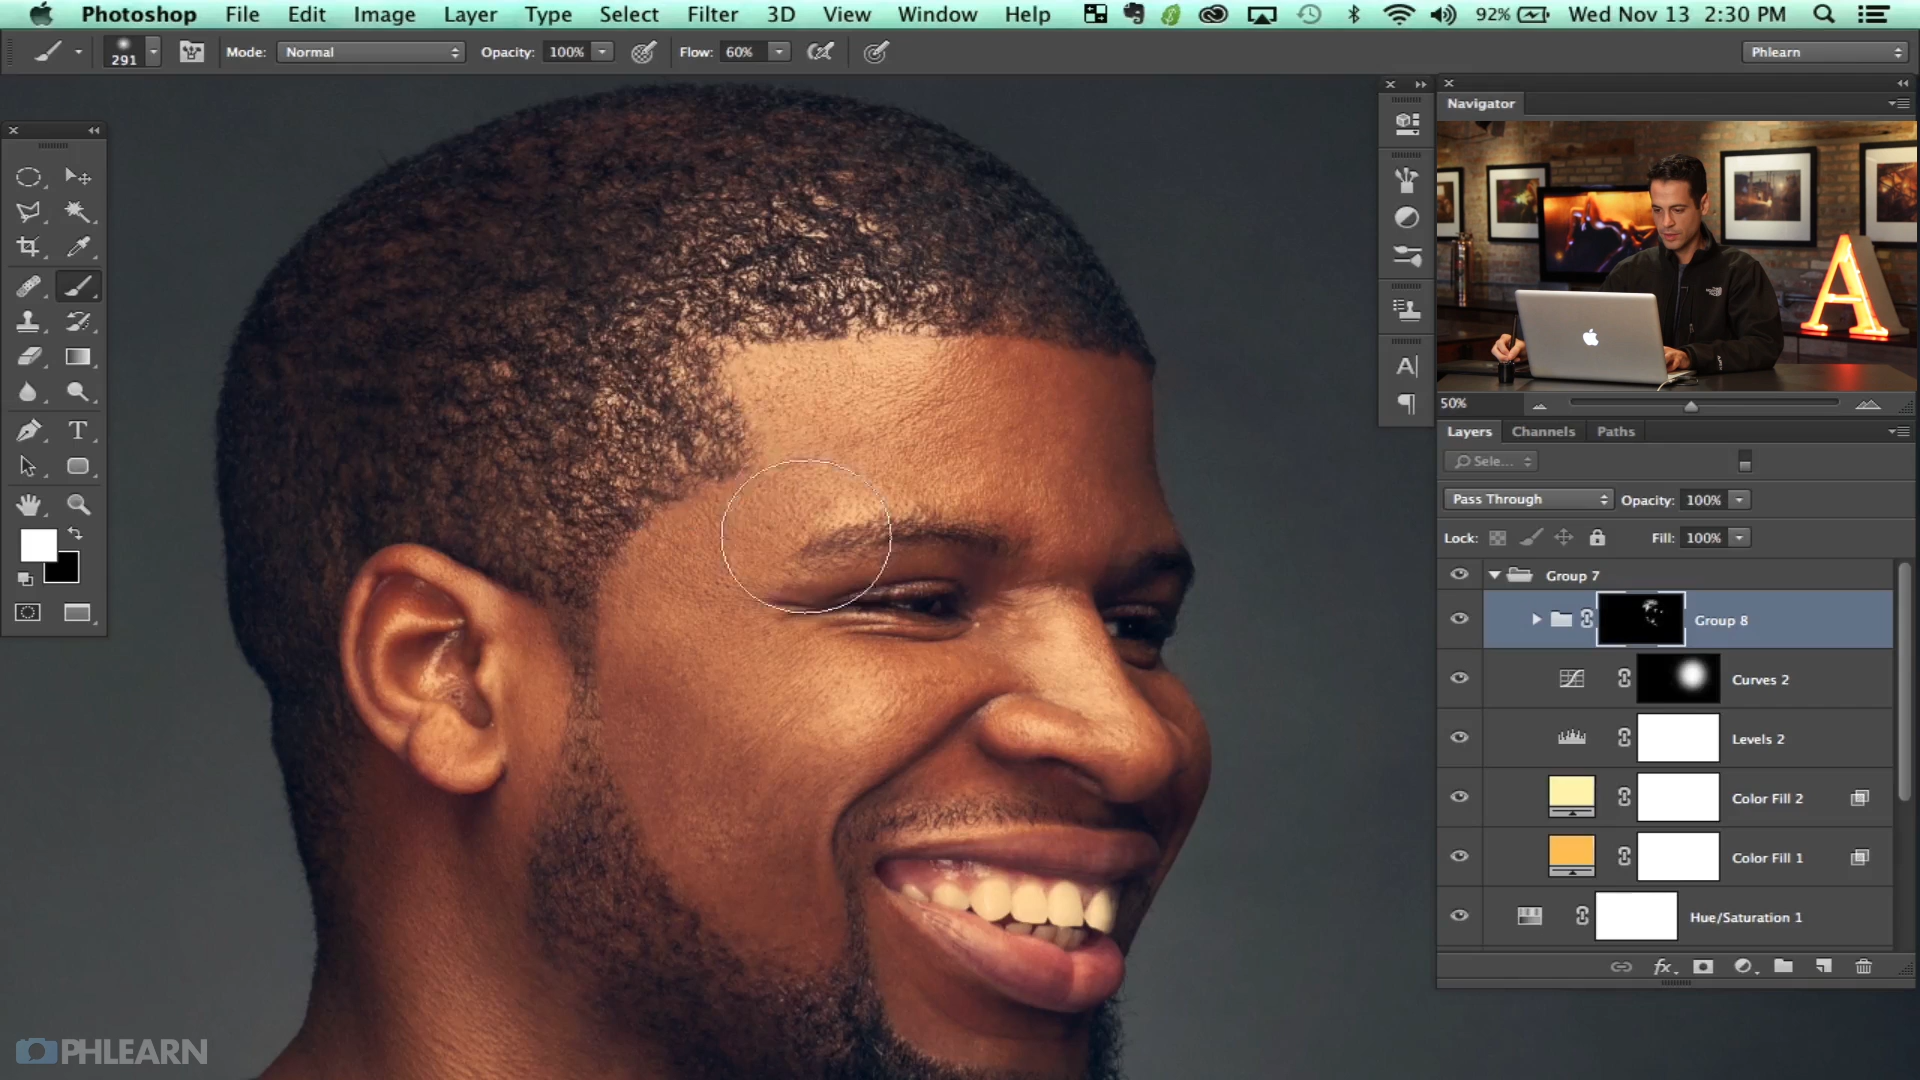 Photoshop File Edit Image Layer Type Select Filter 3D View Window Help 92% Wed Nov 13 2:30 PM
291 Mode: Normal Opacity: 100% Flow: 60% Phlearn
Navigator
A
50%
Layers Channels Paths
Sele...
Pass Through Opacity: 100%
Lock: Fill: 100%
Group 7
Group 8
Curves 2
Levels 2
Color Fill 2
Color Fill 1
Hue/Saturation 1
fx
PHLEARN